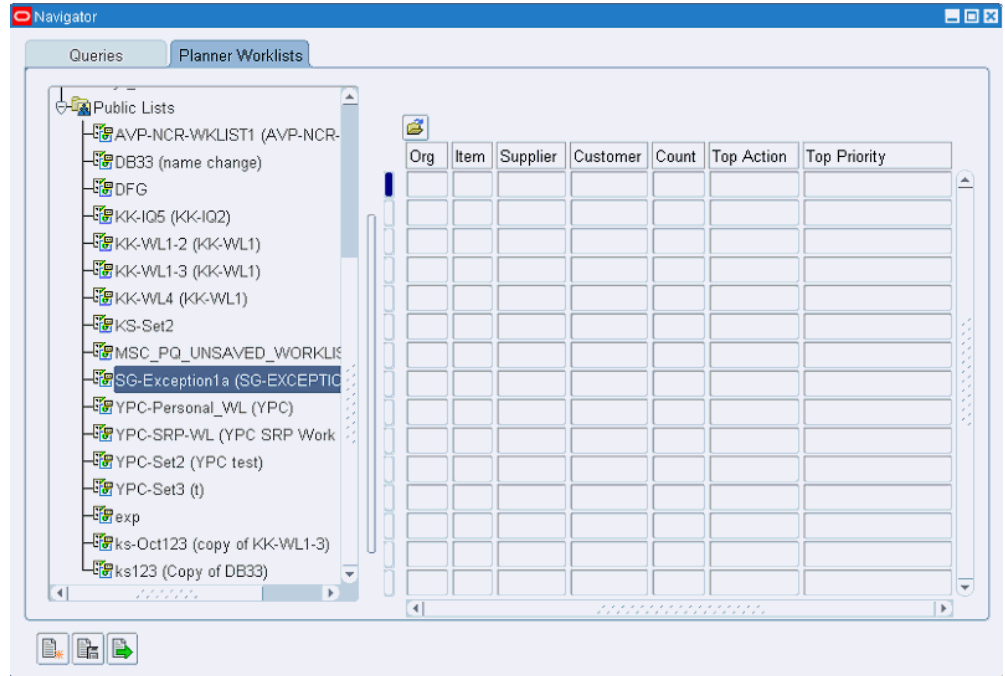 Navigator
Queries
Planner Worklists
Public Lists
AVP-NCR-WKLIST1 (AVP-NCR-
DB33 (name change)
DFG
KK-IQ5 (KK-IQ2)
KK-WL1-2 (KK-WL1)
KK-WL1-3 (KK-WL1)
KK-WL4 (KK-WL1)
KS-Set2
MSC_PQ_UNSAVED_WORKLIS
SG-Exception1a (SG-EXCEPTIO
YPC-Personal_WL (YPC)
YPC-SRP-WL (YPC SRP Work
YPC-Set2 (YPC test)
YPC-Set3 (t)
exp
ks-Oct123 (copy of KK-WL1-3)
ks123 (Copy of DB33)
Org Item Supplier Customer Count Top Action Top Priority